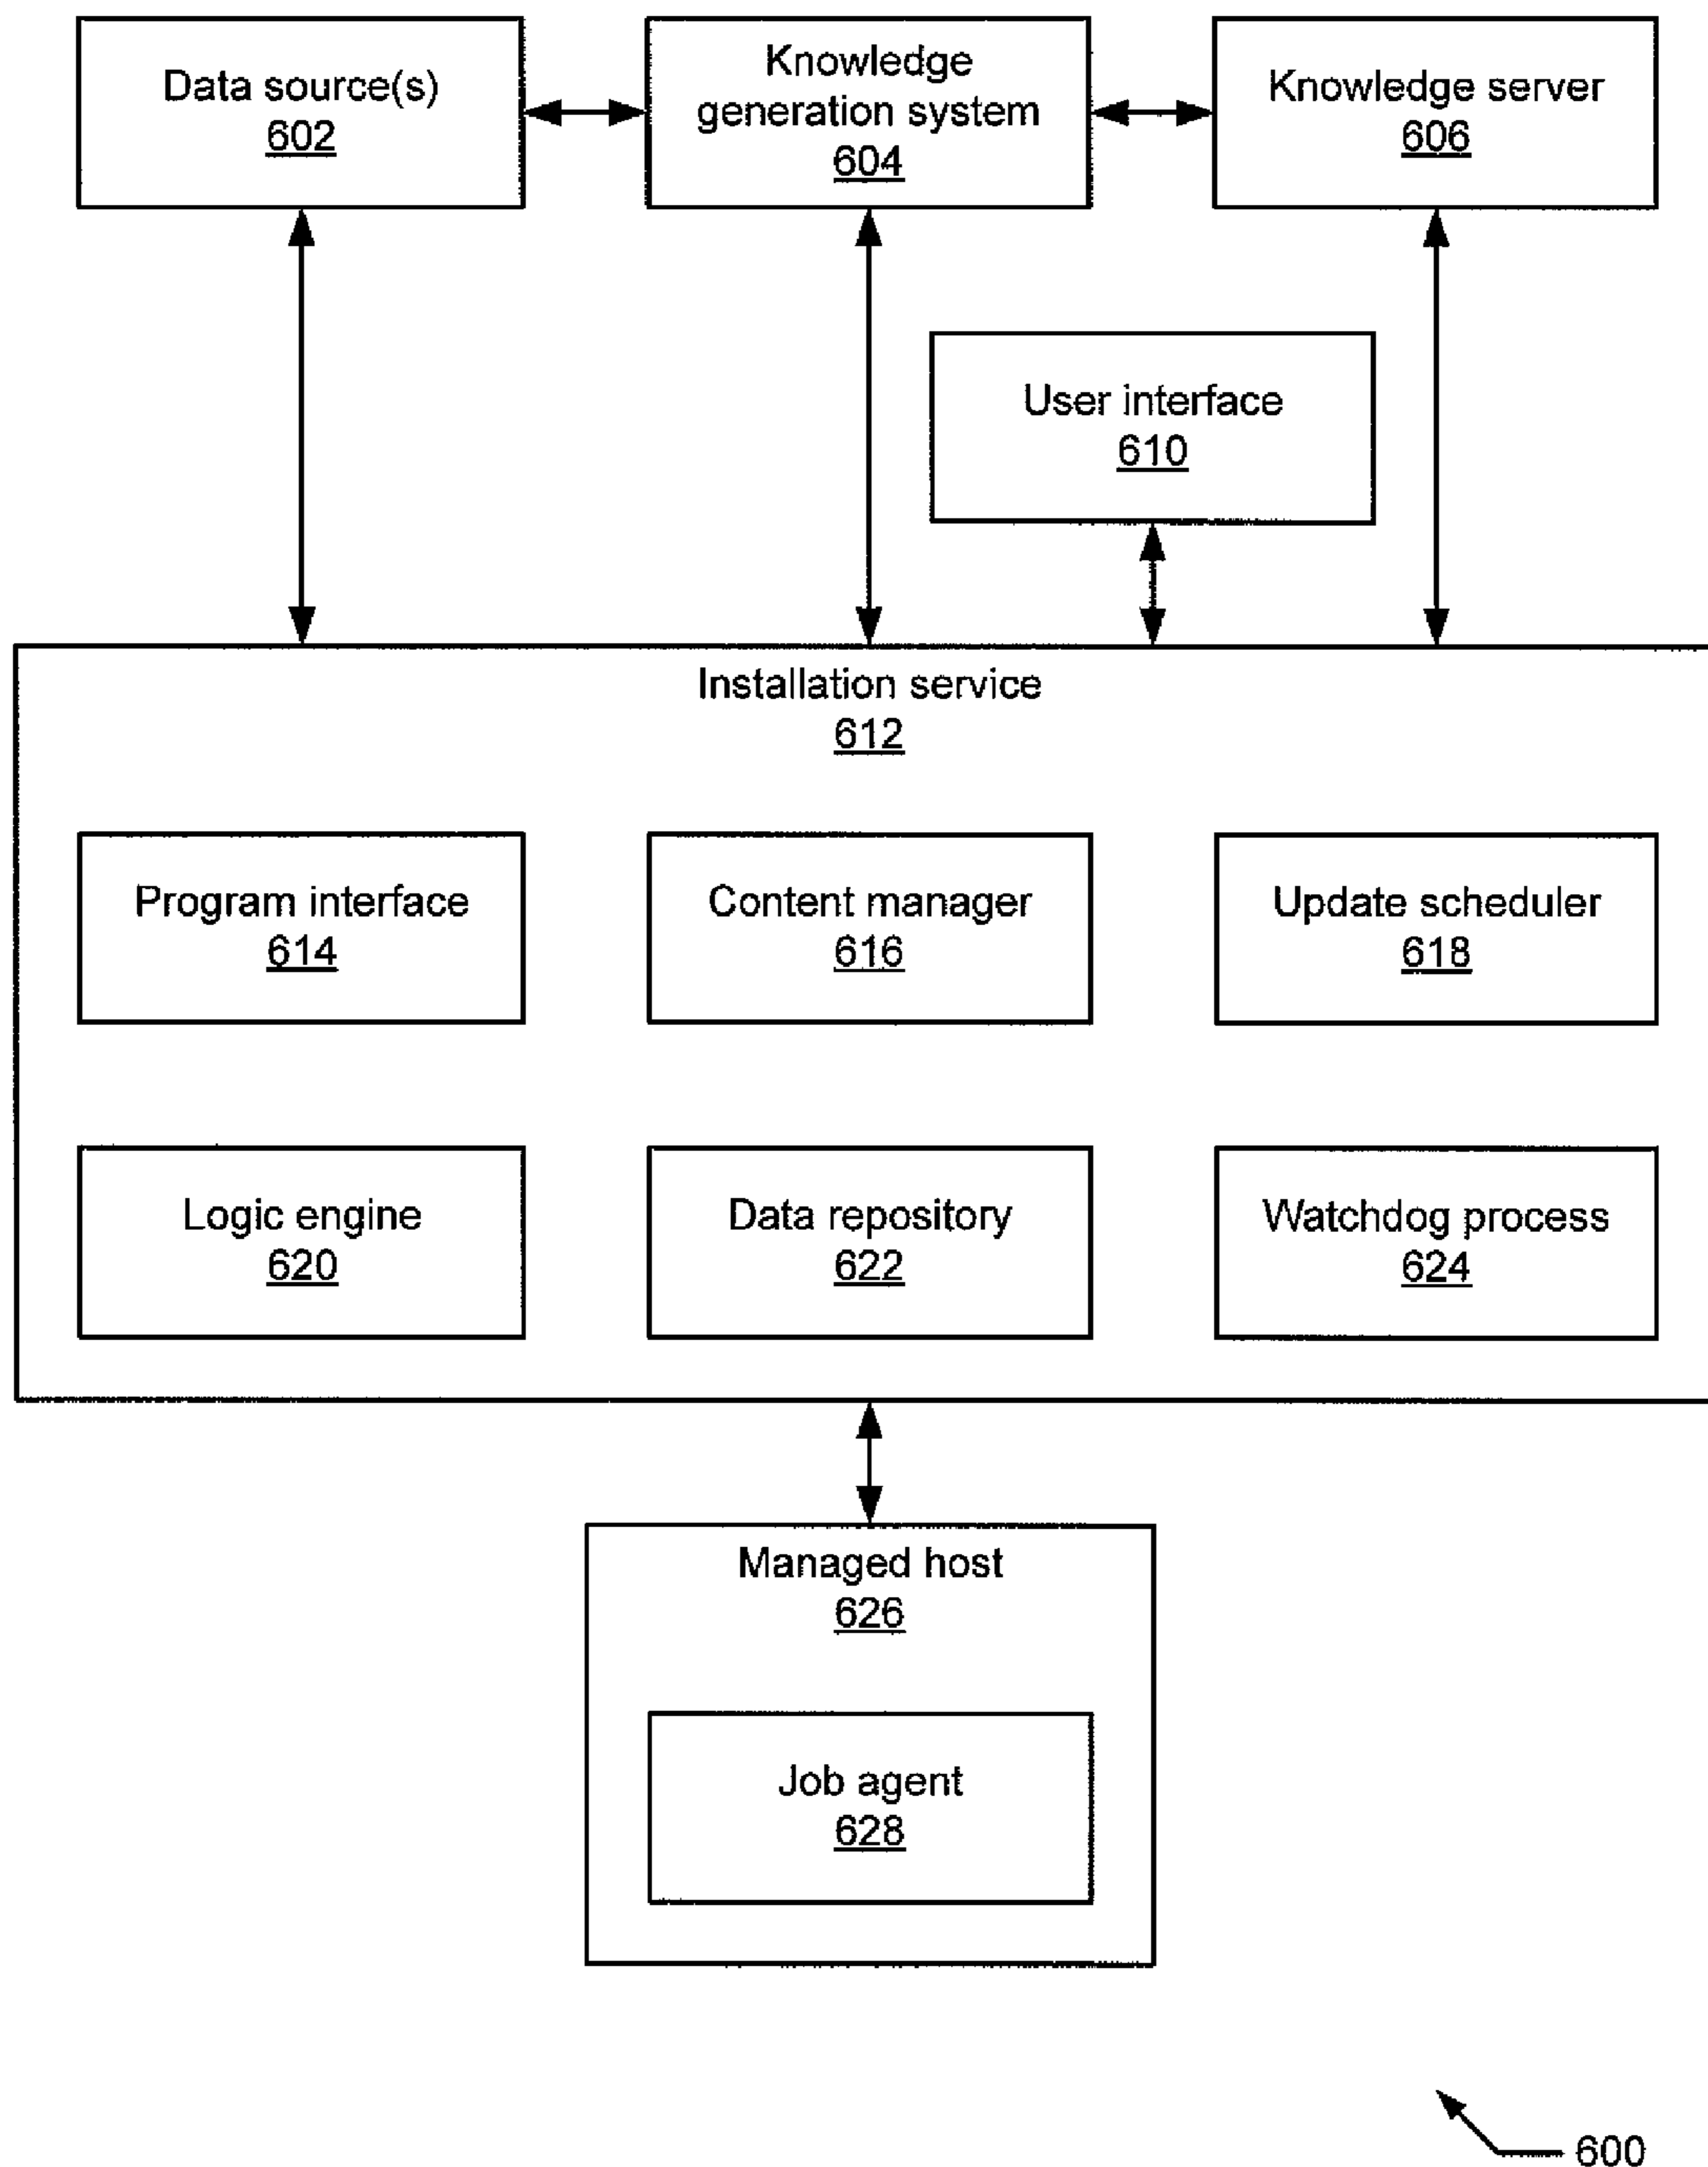 Data source(s)
602
Knowledge
generation system
604
Knowledge server
606
User interface
610
Installation service
612
Program interface
614
Content manager
616
Update scheduler
618
Logic engine
620
Data repository
622
Watchdog process
624
Managed host
626
Job agent
628
600